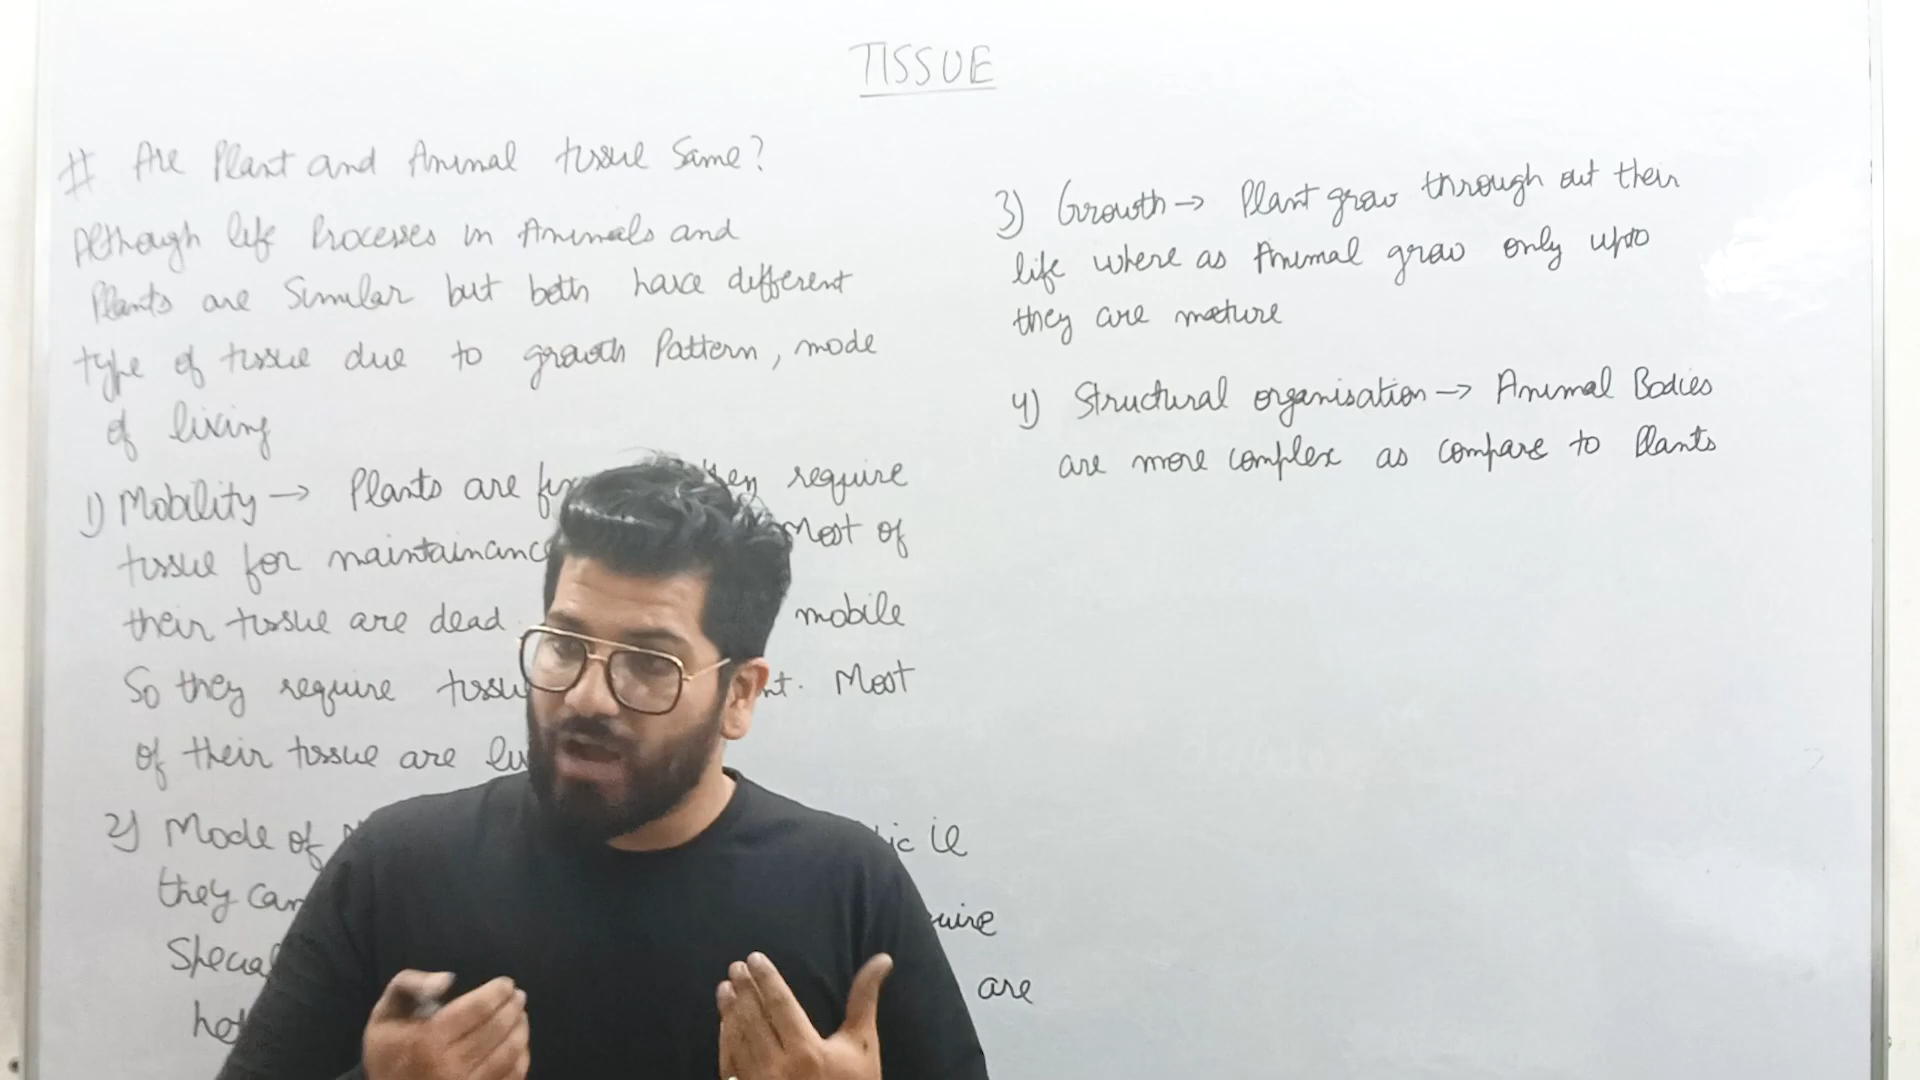 TISSUE
# Are Plant and Animal tissue Same?
Although life Processes in Animals and
Plants are Similar but both have different
type of tissue due to growth Pattern, mode
of living
1) Mobility → Plants are they require
tissue for maintainance Most of
their tissue are dead mobile
So they require Most
of their tissue are
2) Mode of ic ie
they can
are
3) Growth → Plant grow through out their
life where as Animal grow only upto
they are mature
4) Structural organisation → Animal Bodies
are more complex as compare to Plants